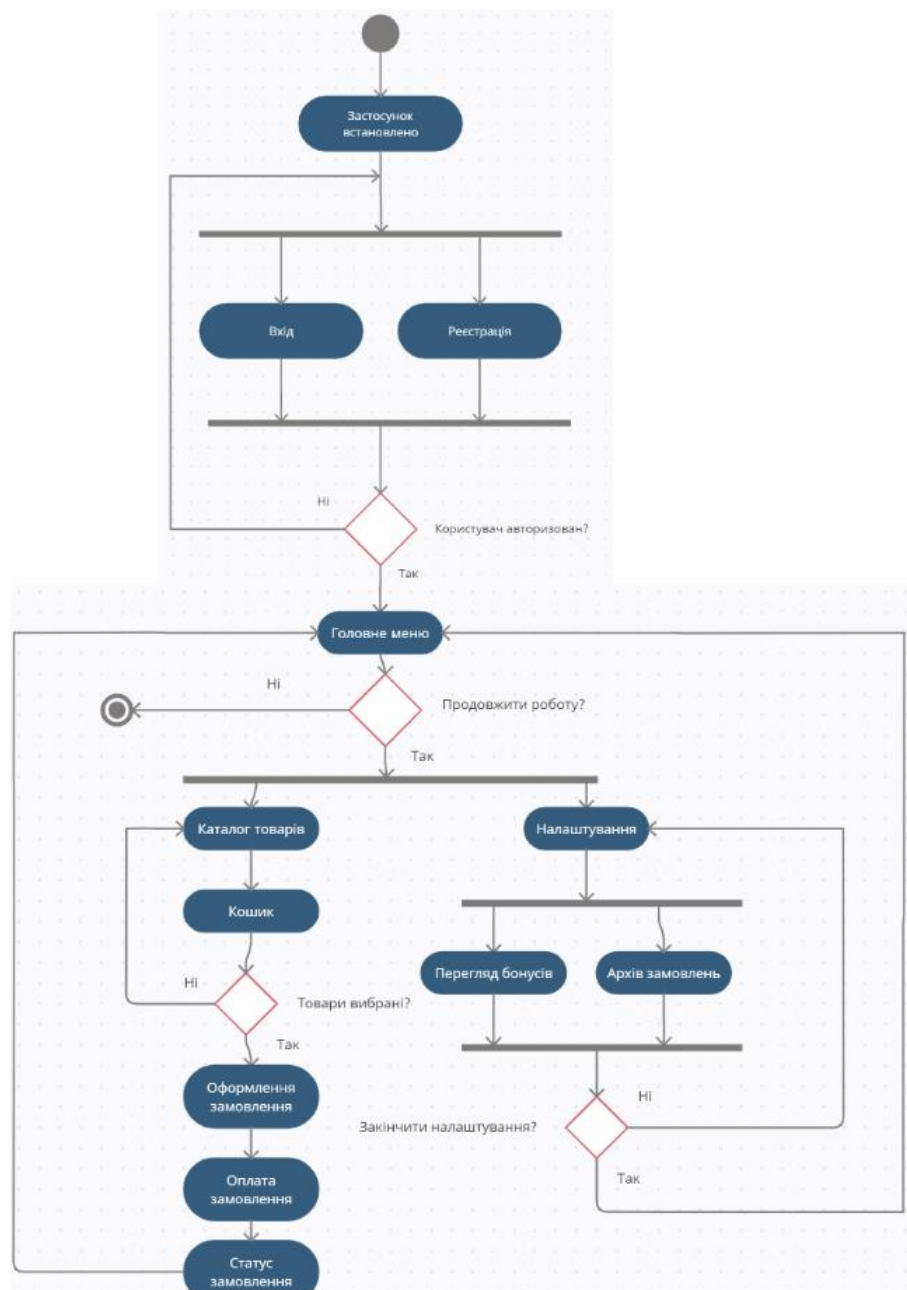 Застосунок
встановлено
Вхід
Реєстрація
Ні
Користувач авторизован?
Так
Головне меню
Ні
Продовжити роботу?
Так
Каталог товарів
Налаштування
Кошик
Перегляд бонусів
Архів замовлень
Ні
Товари вибрані?
Так
Оформлення
замовлення
Ні
Закінчити налаштування?
Так
Оплата
замовлення
Статус
замовлення